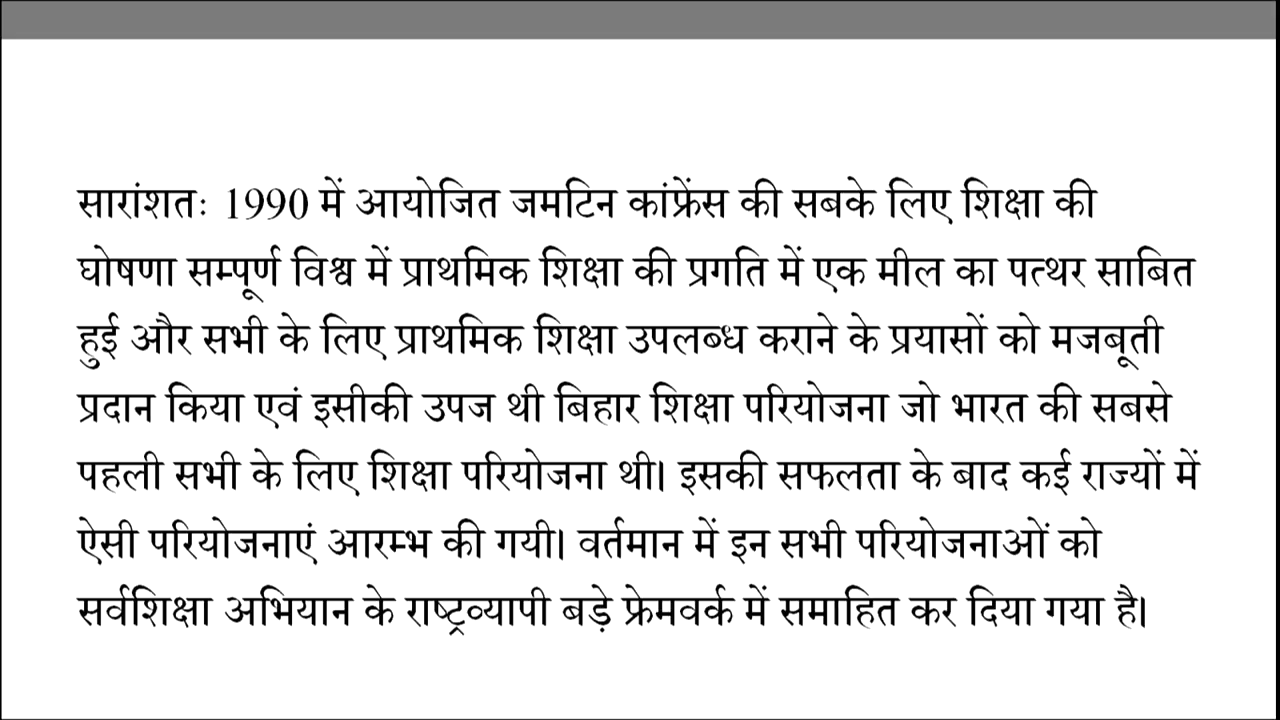 सारांशतः 1990 में आयोजित जमटिन कांफ्रेंस की सबके लिए शिक्षा की
घोषणा सम्पूर्ण विश्व में प्राथमिक शिक्षा की प्रगति में एक मील का पत्थर साबित
हुई और सभी के लिए प्राथमिक शिक्षा उपलब्ध कराने के प्रयासों को मजबूती
प्रदान किया एवं इसीकी उपज थी बिहार शिक्षा परियोजना जो भारत की सबसे
पहली सभी के लिए शिक्षा परियोजना थी। इसकी सफलता के बाद कई राज्यों में
ऐसी परियोजनाएं आरम्भ की गयी। वर्तमान में इन सभी परियोजनाओं को
सर्वशिक्षा अभियान के राष्ट्रव्यापी बड़े फ्रेमवर्क में समाहित कर दिया गया है।